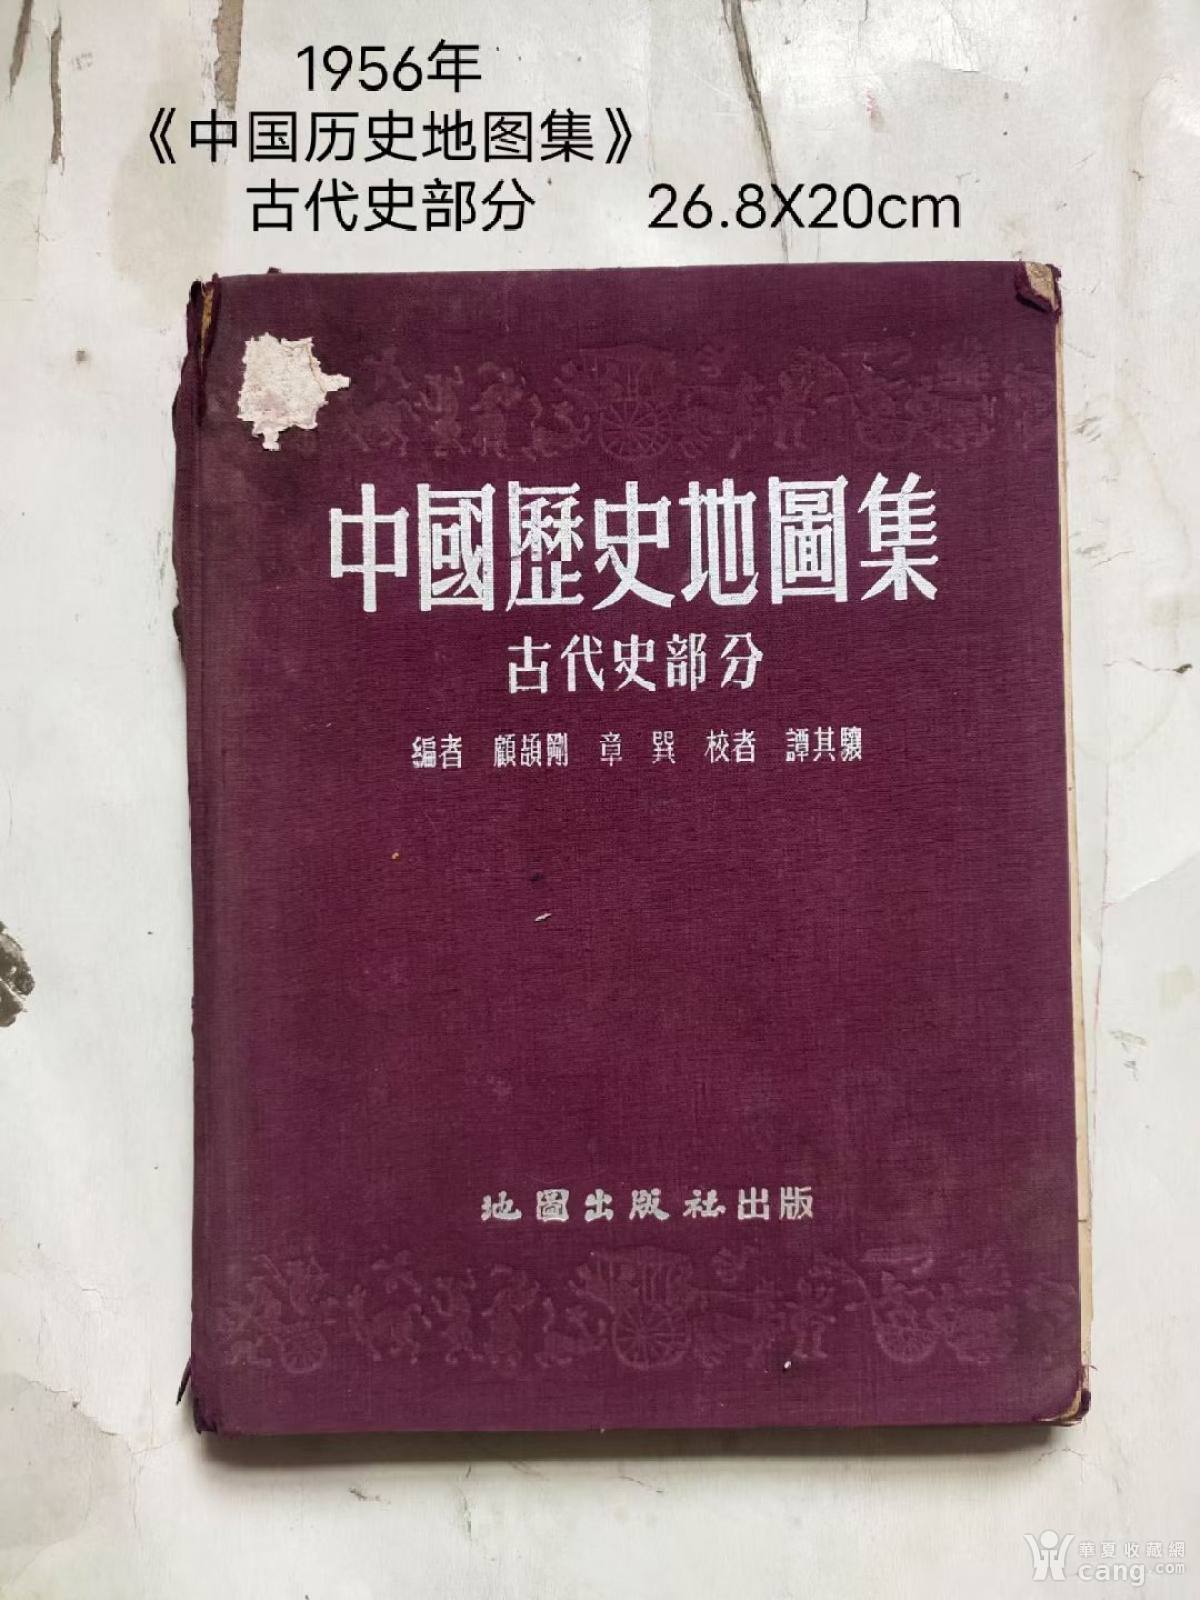 1956年
《中国历史地图集》
古代史部分 26.8X20cm
中國歷史地圖集
古代史部分
編者 顧頡剛 章 巽 校者 譚其驤
地圖出版社出版
華夏收藏網
cang.com